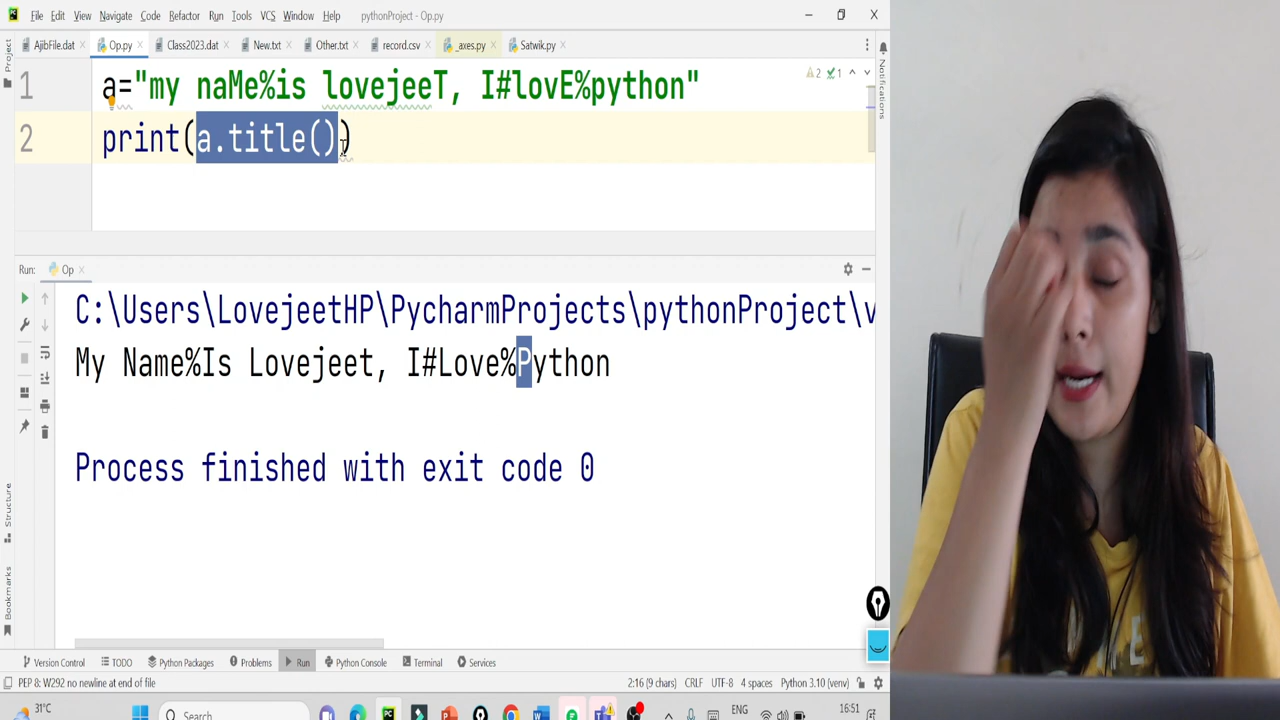 File Edit View Navigate Code Refactor Run Tools VCS Window Help pythonProject - Op.py
AjibFile.dat Op.py Class2023.dat New.txt Other.txt record.csv _axes.py Satwik.py
Project
Notifications
1 a="my naMe%is lovejeeT, I#lovE%python"
2 1
2 print(a.title())
Run: Op
C:\Users\LovejeetHP\PycharmProjects\pythonProject\v
My Name%Is Lovejeet, I#Love%Python
Process finished with exit code 0
Structure
Bookmarks
Version Control TODO Python Packages Problems Run Python Console Terminal Services
PEP 8: W292 no newline at end of file 2:16 (9 chars) CRLF UTF-8 4 spaces Python 3.10 (venv)
31°C Search ENG 16:51